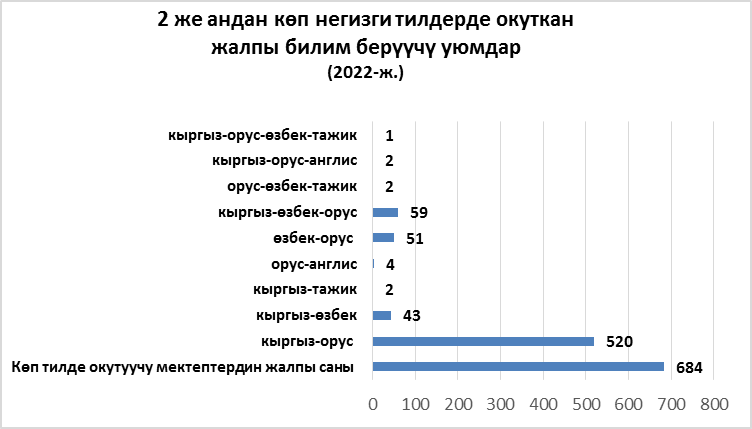 2 же андан көп негизги тилдерде окуткан
жалпы билим берүүчү уюмдар
(2022-ж.)
кыргыз-орус-өзбек-тажик 1
кыргыз-орус-англис 2
орус-өзбек-тажик 2
кыргыз-өзбек-орус 59
өзбек-орус 51
орус-англис 4
кыргыз-тажик 2
кыргыз-өзбек 43
кыргыз-орус 520
Көп тилде окутуучу мектептердин жалпы саны 684
0 100 200 300 400 500 600 700 800